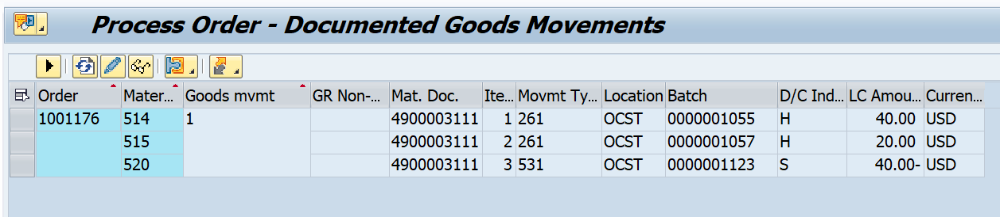 Process Order - Documented Goods Movements
Order Mater... Goods mvmt GR Non-... Mat. Doc. Ite... Movmt Ty... Location Batch D/C Ind... LC Amou... Curren...
1001176 514 1 4900003111 1 261 OCST 0000001055 H 40.00 USD
515 4900003111 2 261 OCST 0000001057 H 20.00 USD
520 4900003111 3 531 OCST 0000001123 S 40.00- USD